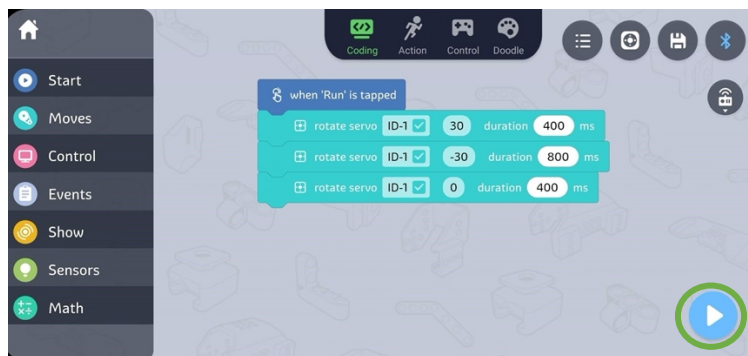 Coding Action Control Doodle
Start
Moves
Control
Events
Show
Sensors
Math
when 'Run' is tapped
rotate servo ID-1 30 duration 400 ms
rotate servo ID-1 -30 duration 800 ms
rotate servo ID-1 0 duration 400 ms